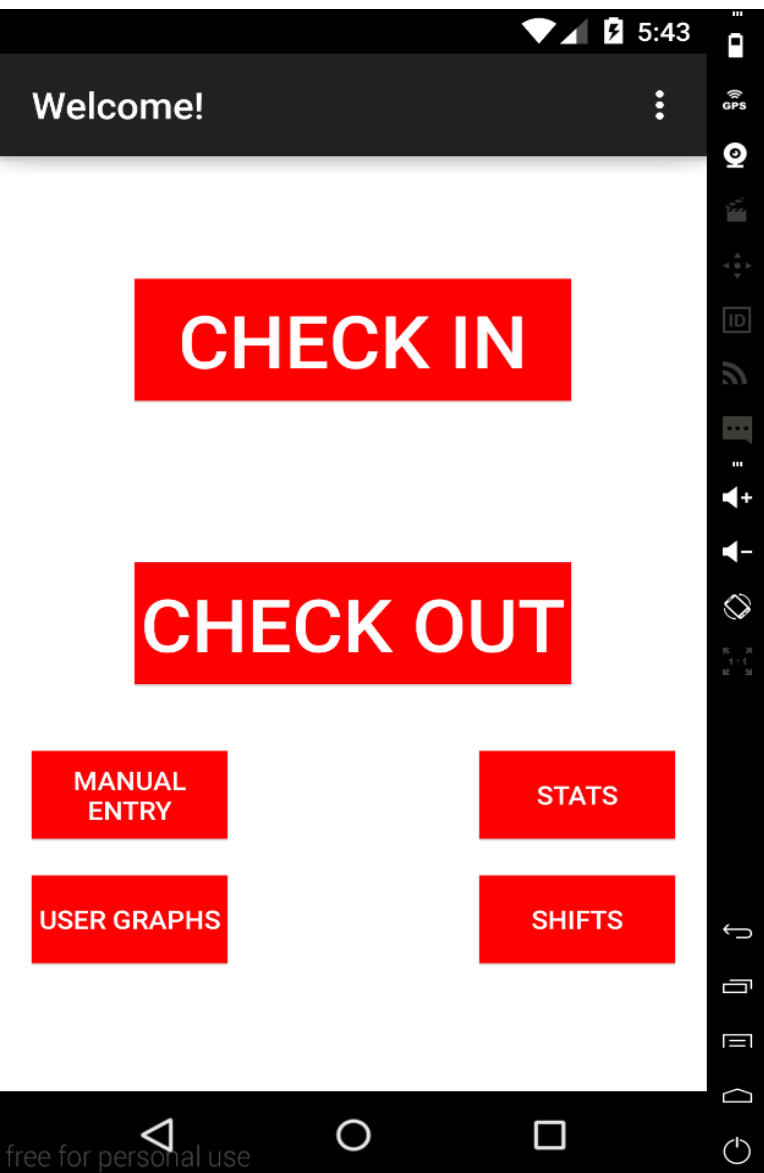 5:43
Welcome!
GPS
CHECK IN
ID
CHECK OUT
1:1
MANUAL
ENTRY
STATS
USER GRAPHS
SHIFTS
free for personal use